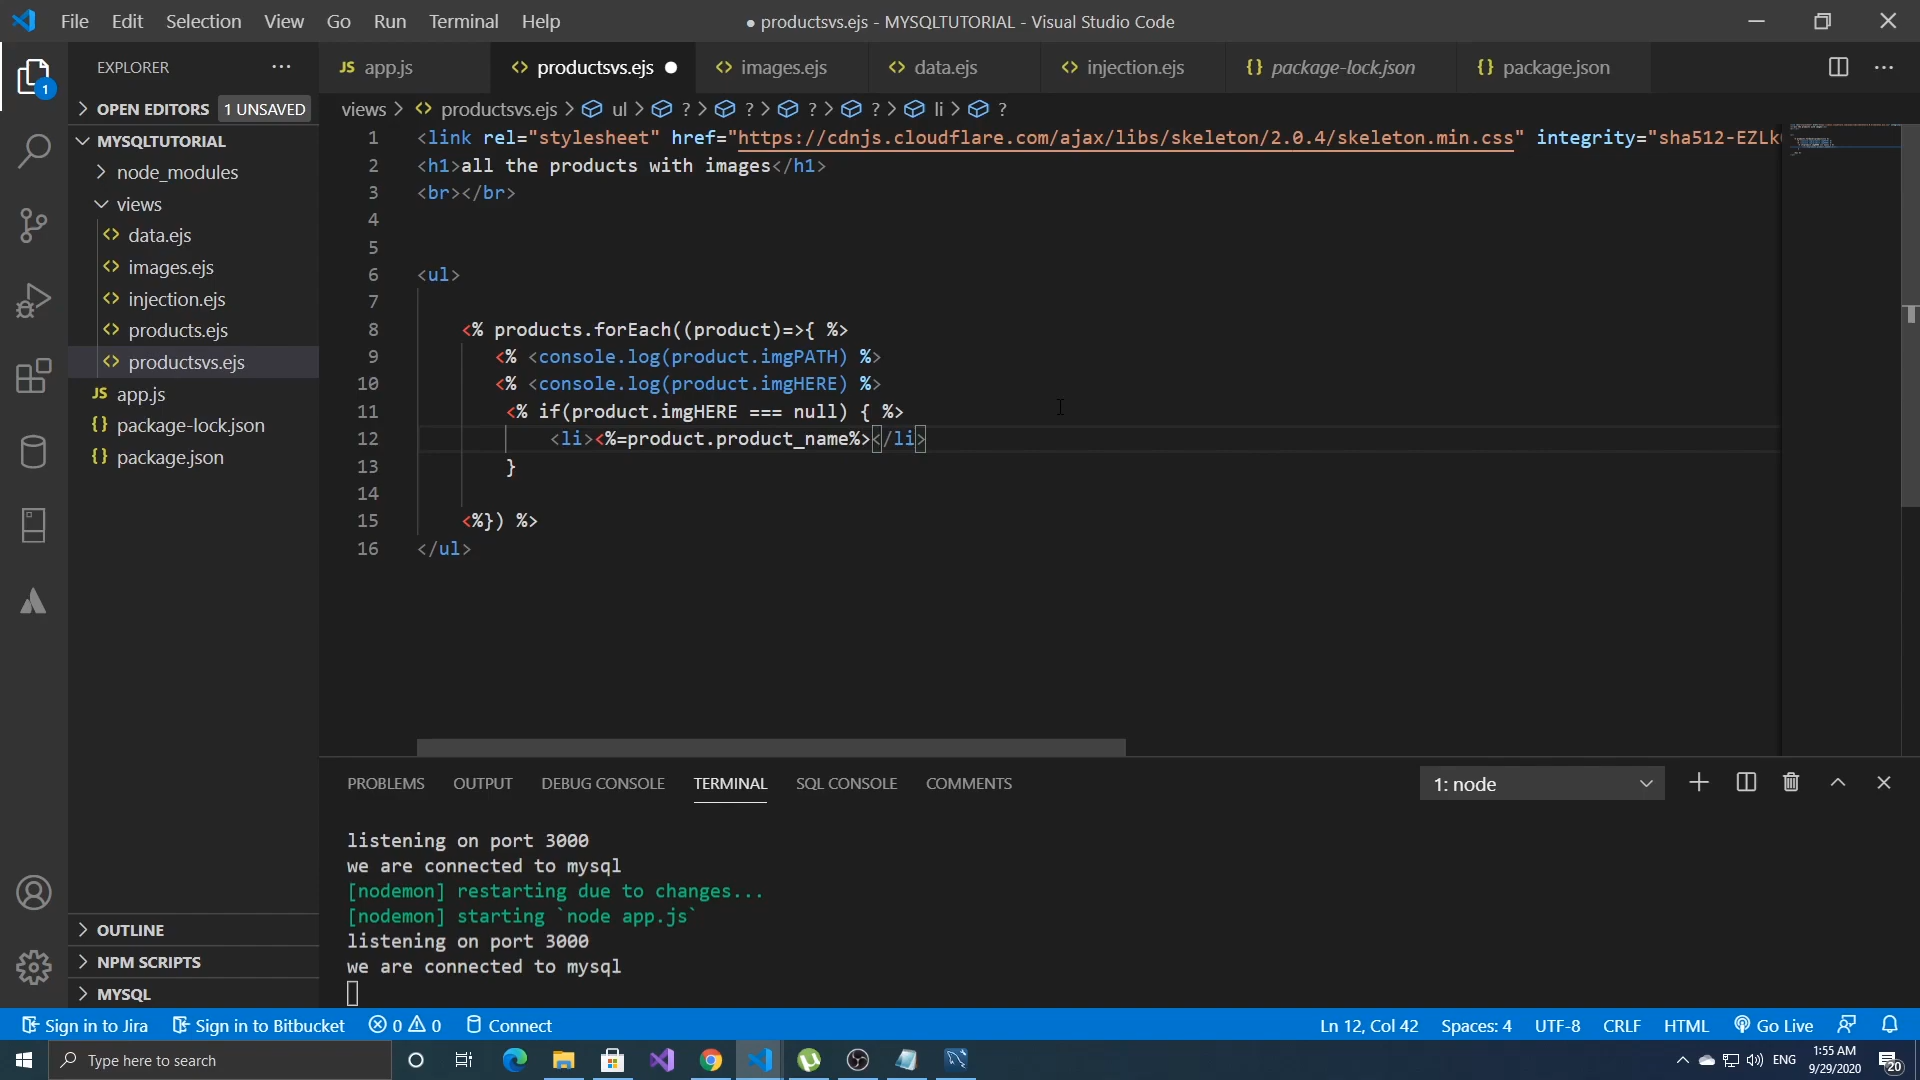 File Edit Selection View Go Run Terminal Help
● productsvs.ejs - MYSQLTUTORIAL - Visual Studio Code
EXPLORER
JS app.js
<> productsvs.ejs
<> images.ejs
<> data.ejs
<> injection.ejs
{} package-lock.json
{} package.json
1
OPEN EDITORS 1 UNSAVED
MYSQLTUTORIAL
node_modules
views
<> data.ejs
<> images.ejs
<> injection.ejs
<> products.ejs
<> productsvs.ejs
JS app.js
{} package-lock.json
{} package.json
OUTLINE
NPM SCRIPTS
MYSQL
views > <> productsvs.ejs > ul > ? > ? > ? > ? > li > ?
1 <link rel="stylesheet" href="https://cdnjs.cloudflare.com/ajax/libs/skeleton/2.0.4/skeleton.min.css" integrity="sha512-EZLk
2 <h1>all the products with images</h1>
3 <br></br>
4
5
6 <ul>
7
8 <% products.forEach((product)=>{ %>
9 <% <console.log(product.imgPATH) %>
10 <% <console.log(product.imgHERE) %>
11 <% if(product.imgHERE === null) { %>
12 <li><%=product.product_name%></li>
13 }
14
15 <%}) %>
16 </ul>
PROBLEMS OUTPUT DEBUG CONSOLE TERMINAL SQL CONSOLE COMMENTS
1: node
listening on port 3000
we are connected to mysql
[nodemon] restarting due to changes...
[nodemon] starting `node app.js`
listening on port 3000
we are connected to mysql
Sign in to Jira Sign in to Bitbucket 0 0 Connect
Ln 12, Col 42 Spaces: 4 UTF-8 CRLF HTML Go Live
Type here to search
ENG
1:55 AM
9/29/2020
20